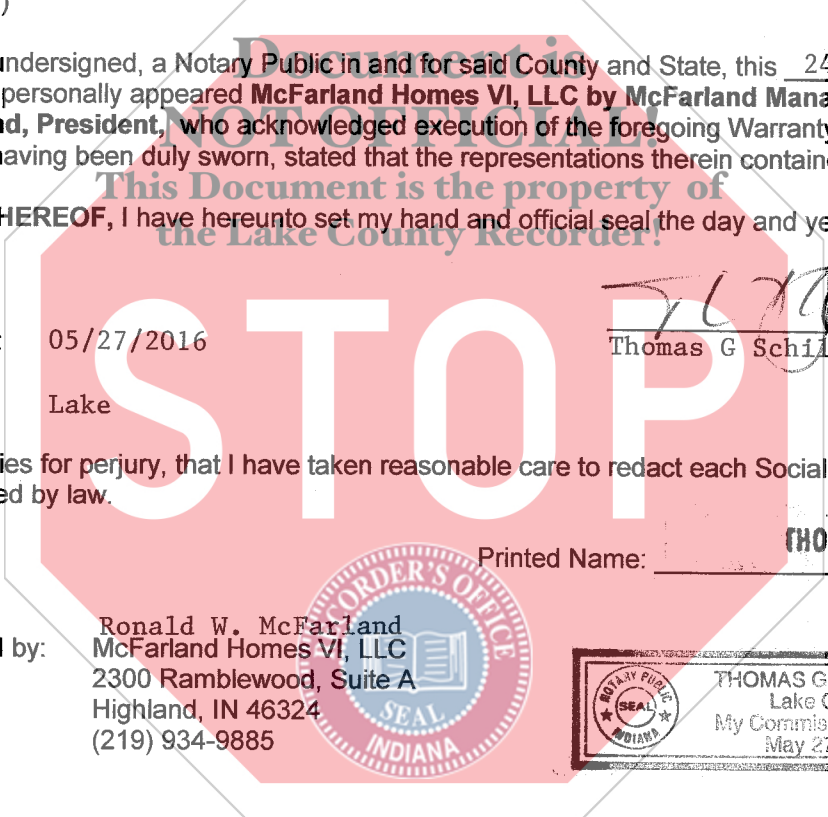 undersigned, a Notary Public in and for said County and State, this 24
personally appeared McFarland Homes VI, LLC by McFarland Mana
d, President, who acknowledged execution of the foregoing Warranty
having been duly sworn, stated that the representations therein contain
HEREOF, I have hereunto set my hand and official seal the day and ye
Document is
NOT OFFICIAL!
This Document is the property of
the Lake County Recorder!
STOP
05/27/2016
Thomas G Schil
Lake
ies for perjury, that I have taken reasonable care to redact each Social
ed by law.
Printed Name: THO
Ronald W. McFarland
by: McFarland Homes VI, LLC
2300 Ramblewood, Suite A
Highland, IN 46324
(219) 934-9885
RECORDER'S OFFICE
SEAL
INDIANA
NOTARY PUBLIC
SEAL
INDIANA
THOMAS G
Lake C
My Commis
May 27